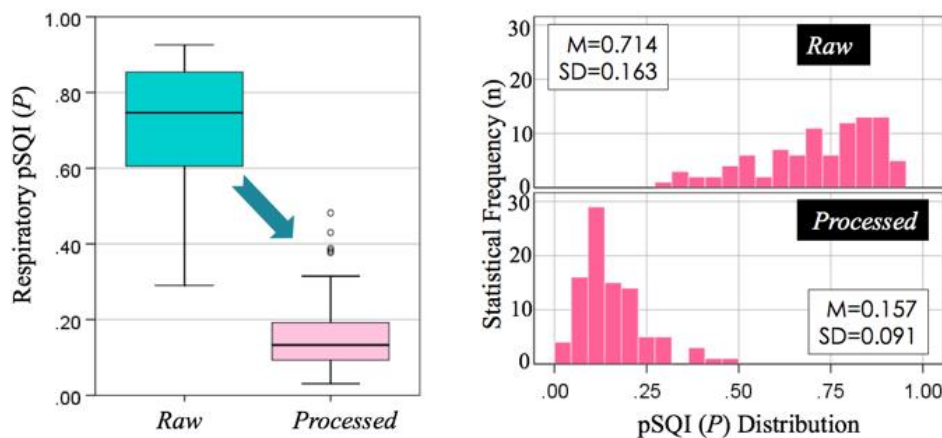 Respiratory pSQI (P)
1.00
.80
.60
.40
.20
.00
Raw
Processed
Statistical Frequency (n)
30
20
10
0
M=0.714
SD=0.163
Raw
30
20
10
0
Processed
M=0.157
SD=0.091
.00
.25
.50
.75
1.00
pSQI (P) Distribution